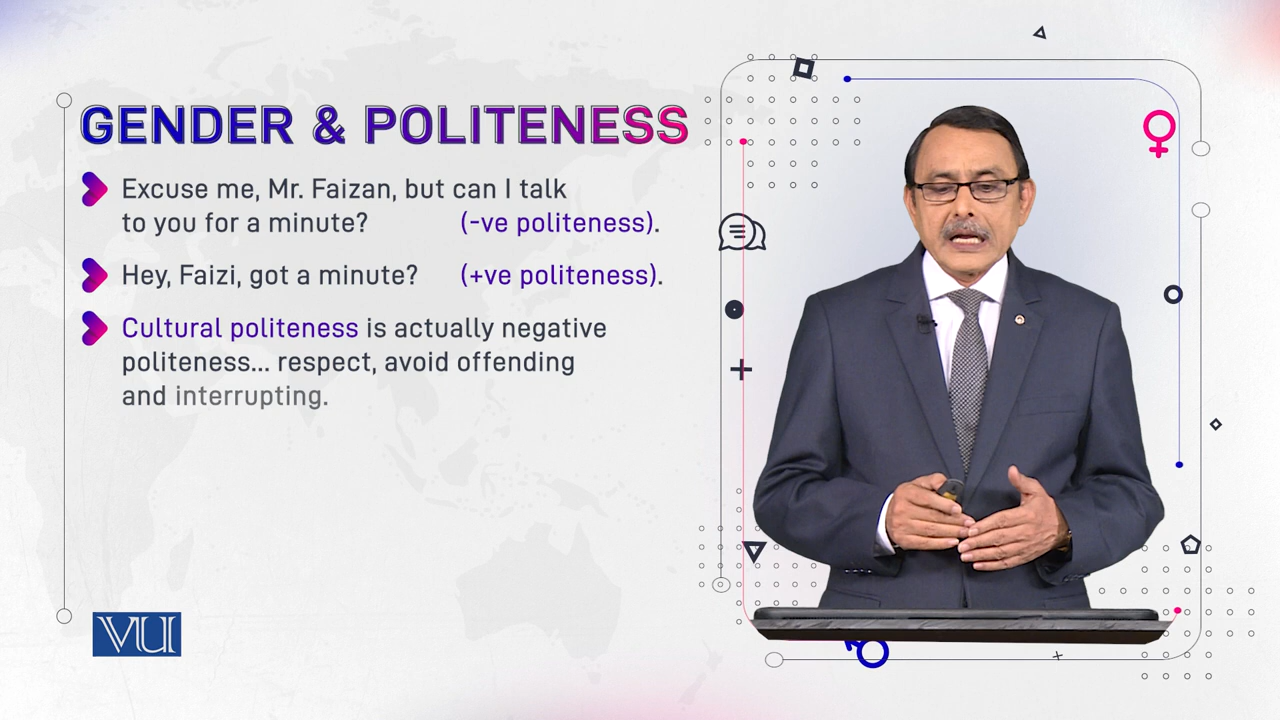 GENDER & POLITENESS
Excuse me, Mr. Faizan, but can I talk
to you for a minute? (-ve politeness).
Hey, Faizi, got a minute? (+ve politeness).
Cultural politeness is actually negative
politeness... respect, avoid offending
and interrupting.
VU